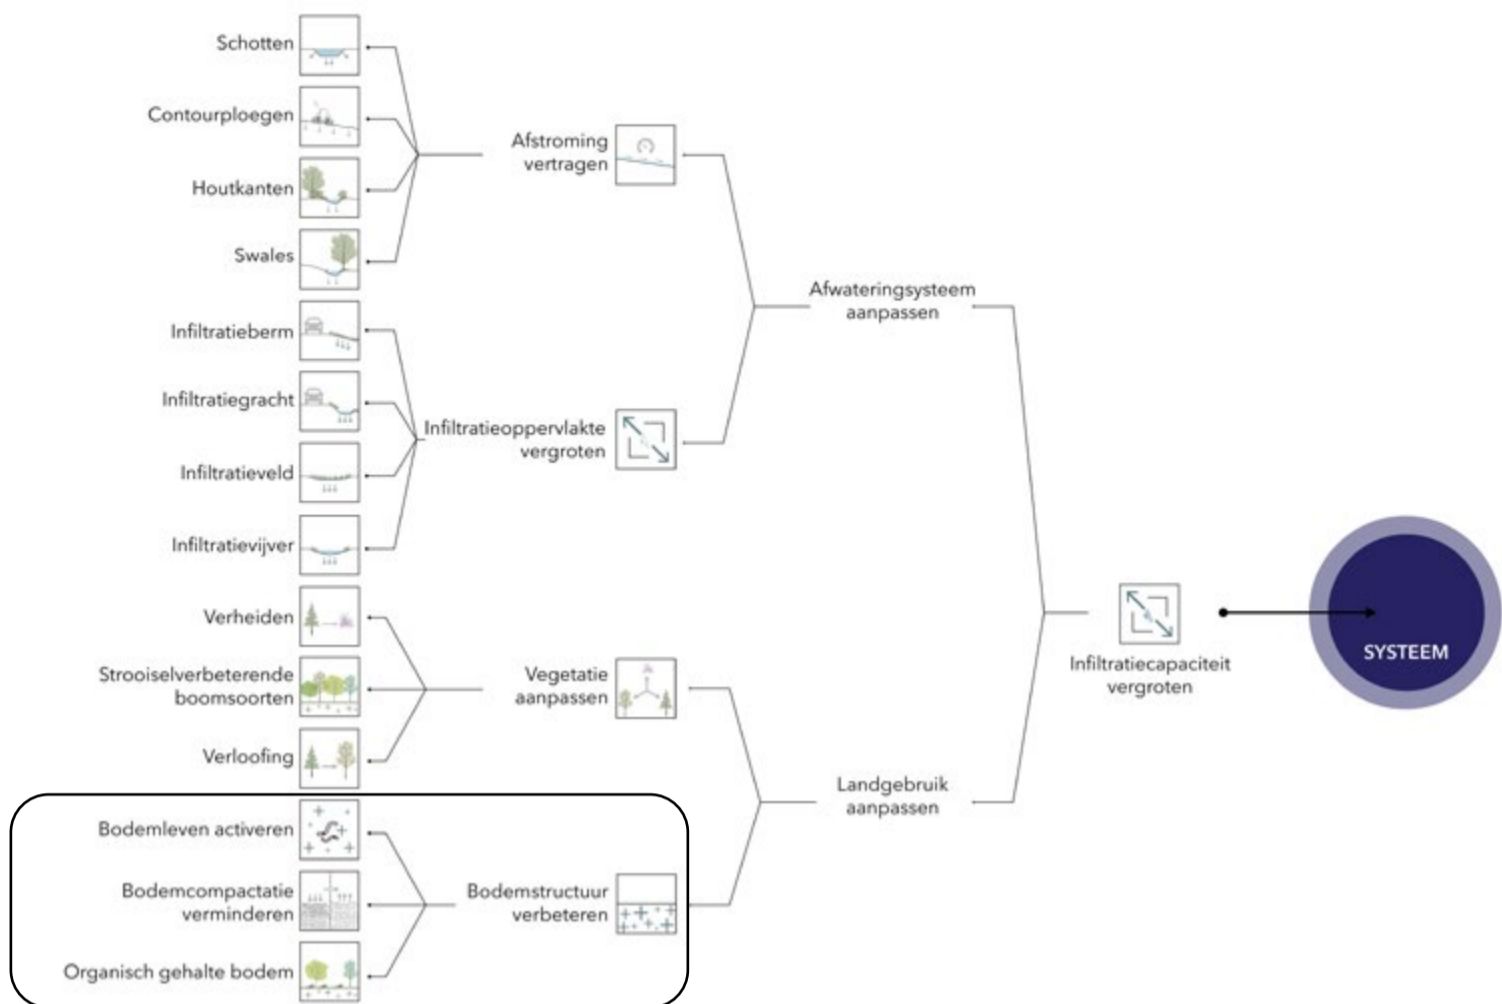 Schotten
Contourploegen
Houtkanten
Swales
Afstroming
vertragen
Infiltratieberm
Infiltratiegracht
Infiltratieveld
Infiltratievijver
Infiltratieoppervlakte
vergroten
Afwateringsysteem
aanpassen
Verheiden
Strooiselverbeterende
boomsoorten
Verloofing
Vegetatie
aanpassen
Bodemleven activeren
Bodemcompactatie
verminderen
Organisch gehalte bodem
Bodemstructuur
verbeteren
Landgebruik
aanpassen
Infiltratiecapaciteit
vergroten
SYSTEEM